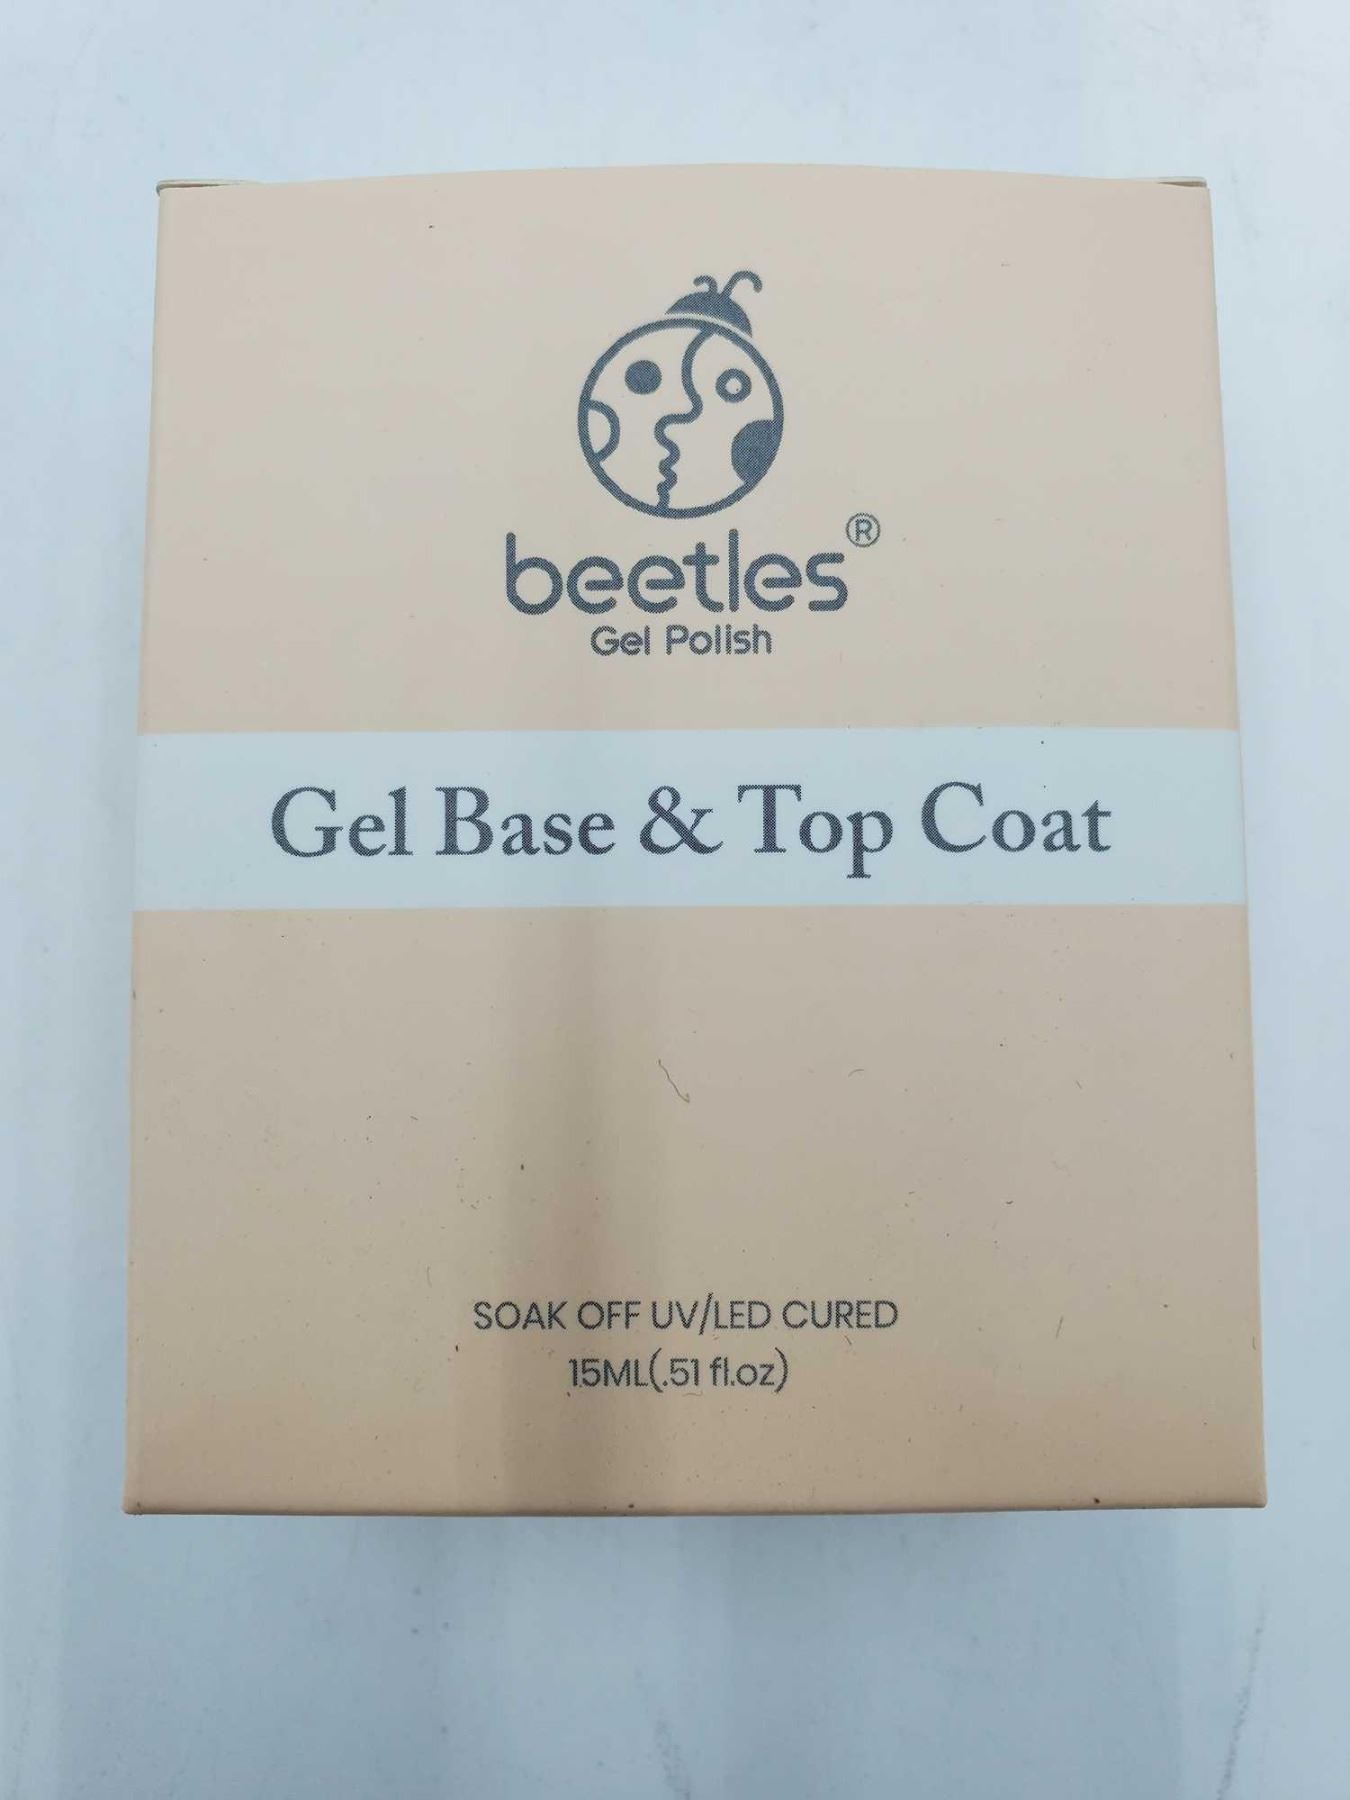 beetles®
Gel Polish
Gel Base & Top Coat
SOAK OFF UV/LED CURED
15ML(.51 fl.oz)